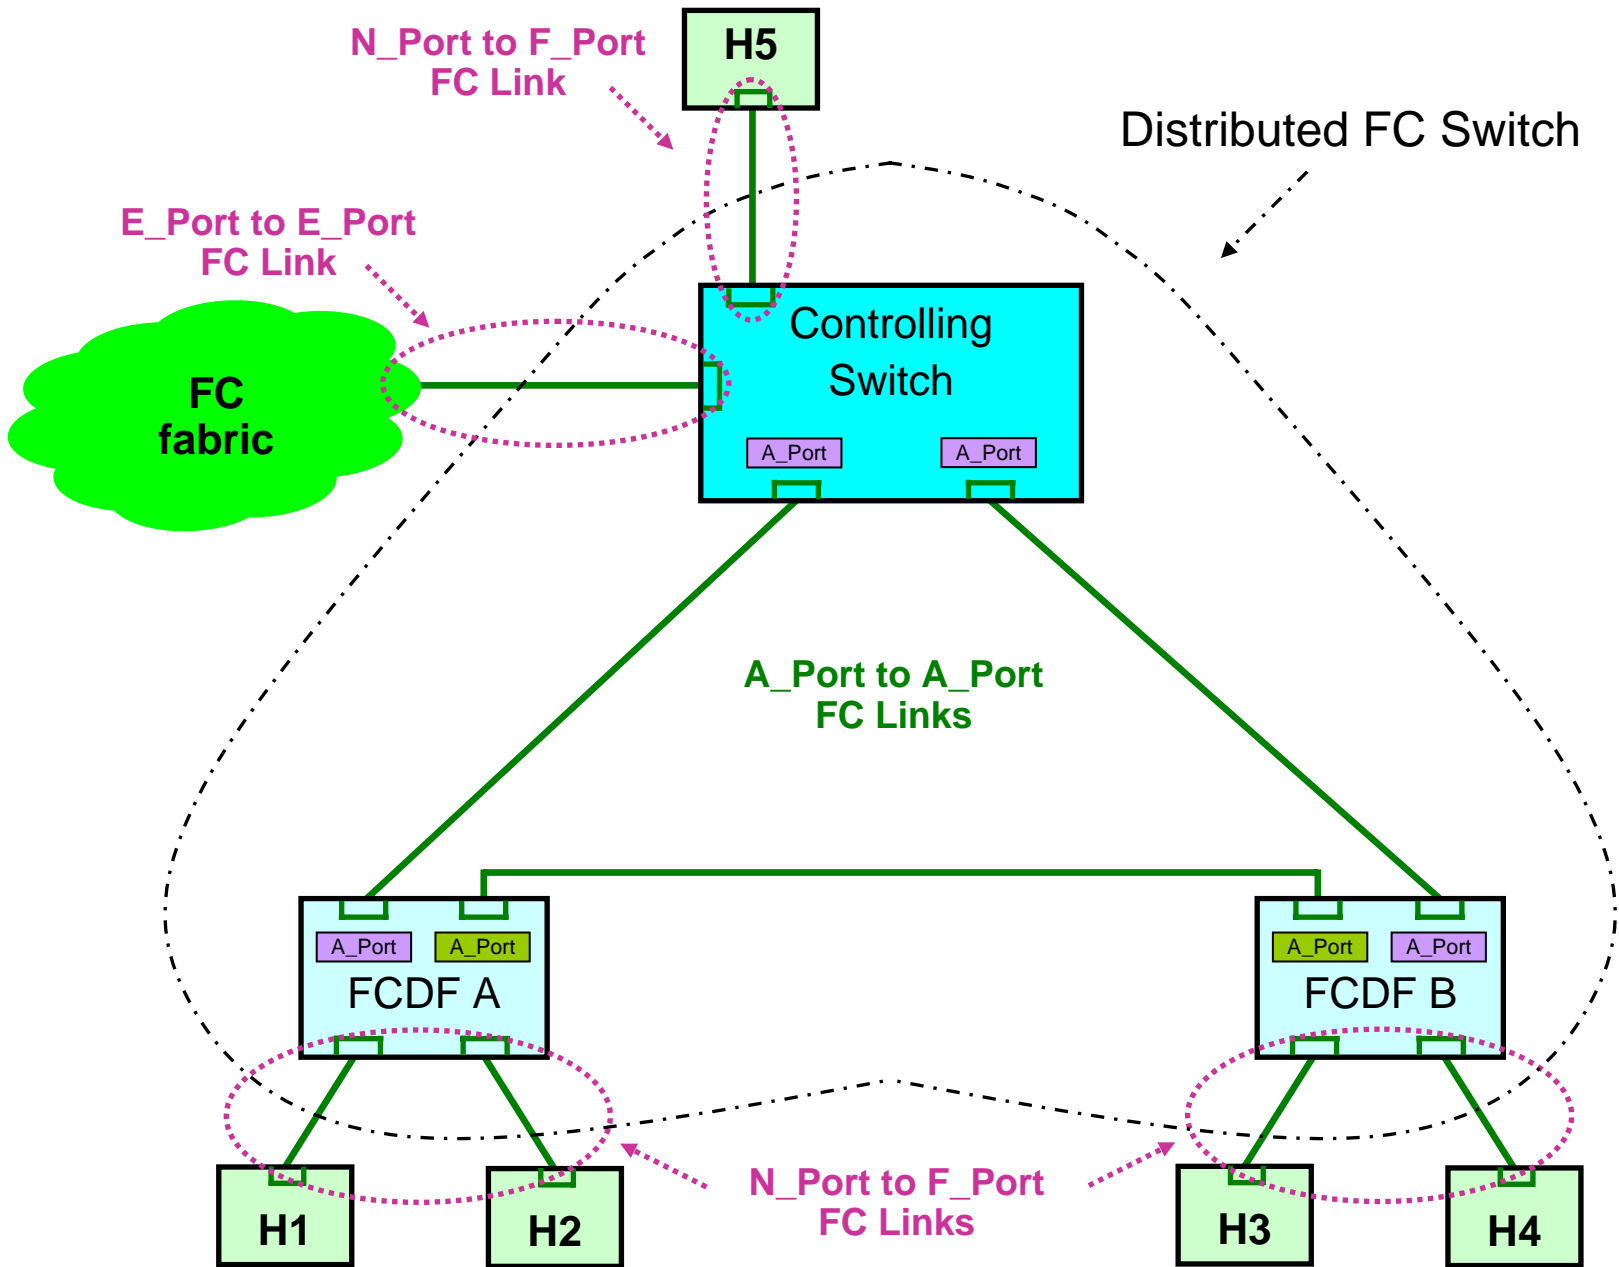 H5
N_Port to F_Port
FC Link
Distributed FC Switch
E_Port to E_Port
FC Link
Controlling
Switch
FC
fabric
A_Port
A_Port
A_Port to A_Port
FC Links
A_Port
A_Port
FCDF A
A_Port
A_Port
FCDF B
N_Port to F_Port
FC Links
H1
H2
H3
H4